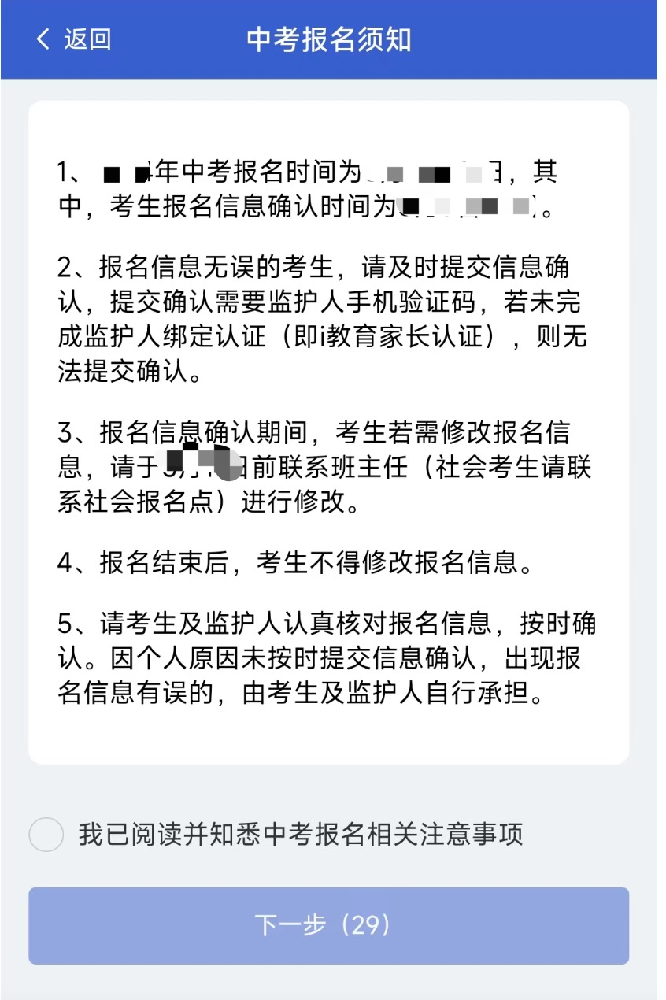 返回
中考报名须知
1、年中考报名时间为日，其
中，考生报名信息确认时间为。
2、报名信息无误的考生，请及时提交信息确
认，提交确认需要监护人手机验证码，若未完
成监护人绑定认证（即i教育家长认证），则无
法提交确认。
3、报名信息确认期间，考生若需修改报名信
息，请于日前联系班主任（社会考生请联
系社会报名点）进行修改。
4、报名结束后，考生不得修改报名信息。
5、请考生及监护人认真核对报名信息，按时确
认。因个人原因未按时提交信息确认，出现报
名信息有误的，由考生及监护人自行承担。
我已阅读并知悉中考报名相关注意事项
下一步（29）